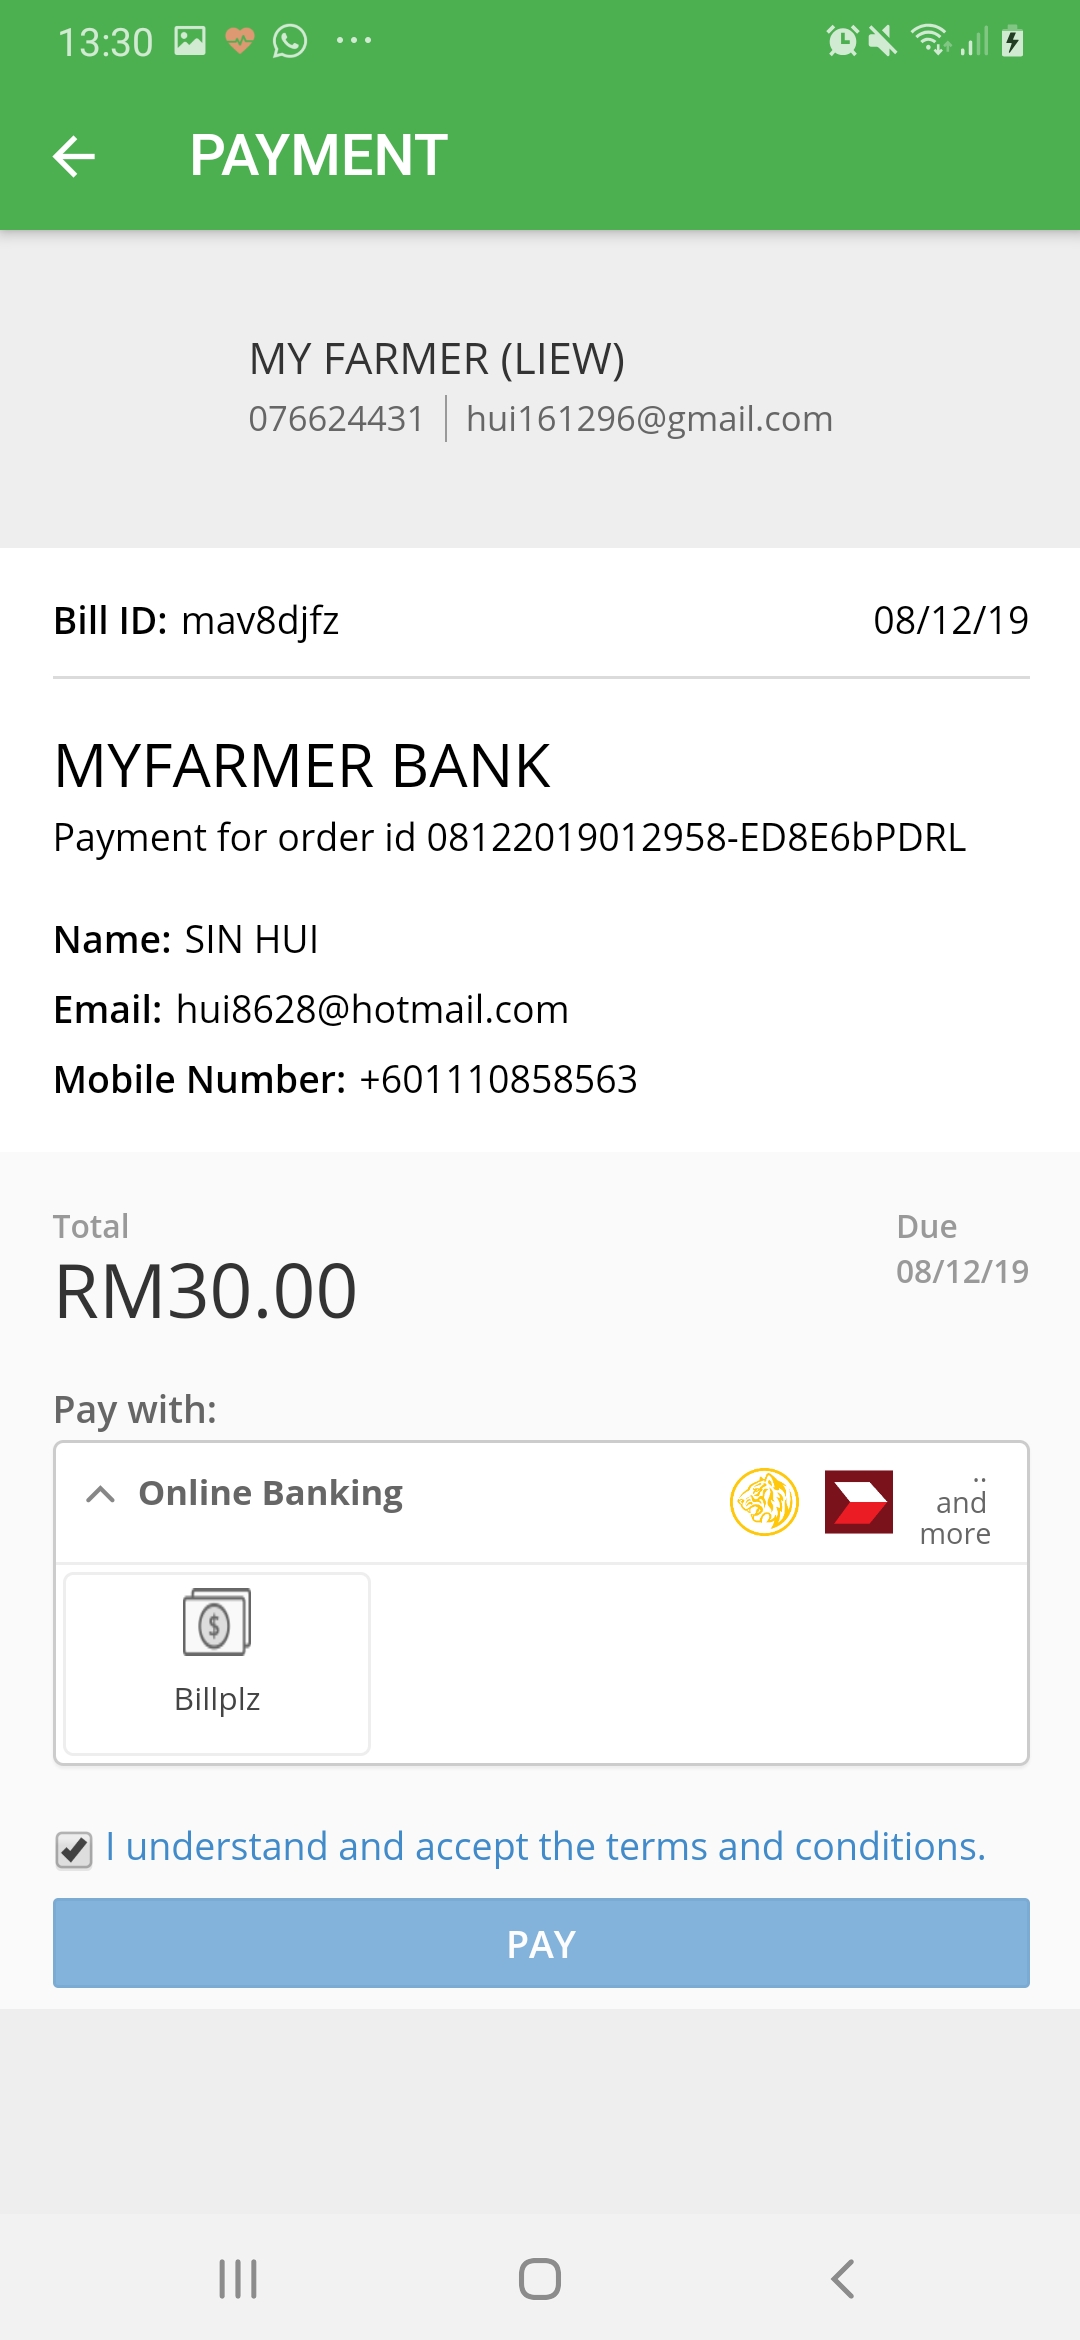 13:30
PAYMENT
MY FARMER (LIEW)
076624431 hui161296@gmail.com
Bill ID: mav8djfz 08/12/19
MYFARMER BANK
Payment for order id 08122019012958-ED8E6bPDRL
Name: SIN HUI
Email: hui8628@hotmail.com
Mobile Number: +601110858563
Total Due
RM30.00 08/12/19
Pay with:
Online Banking .. and more
$
Billplz
I understand and accept the terms and conditions.
PAY